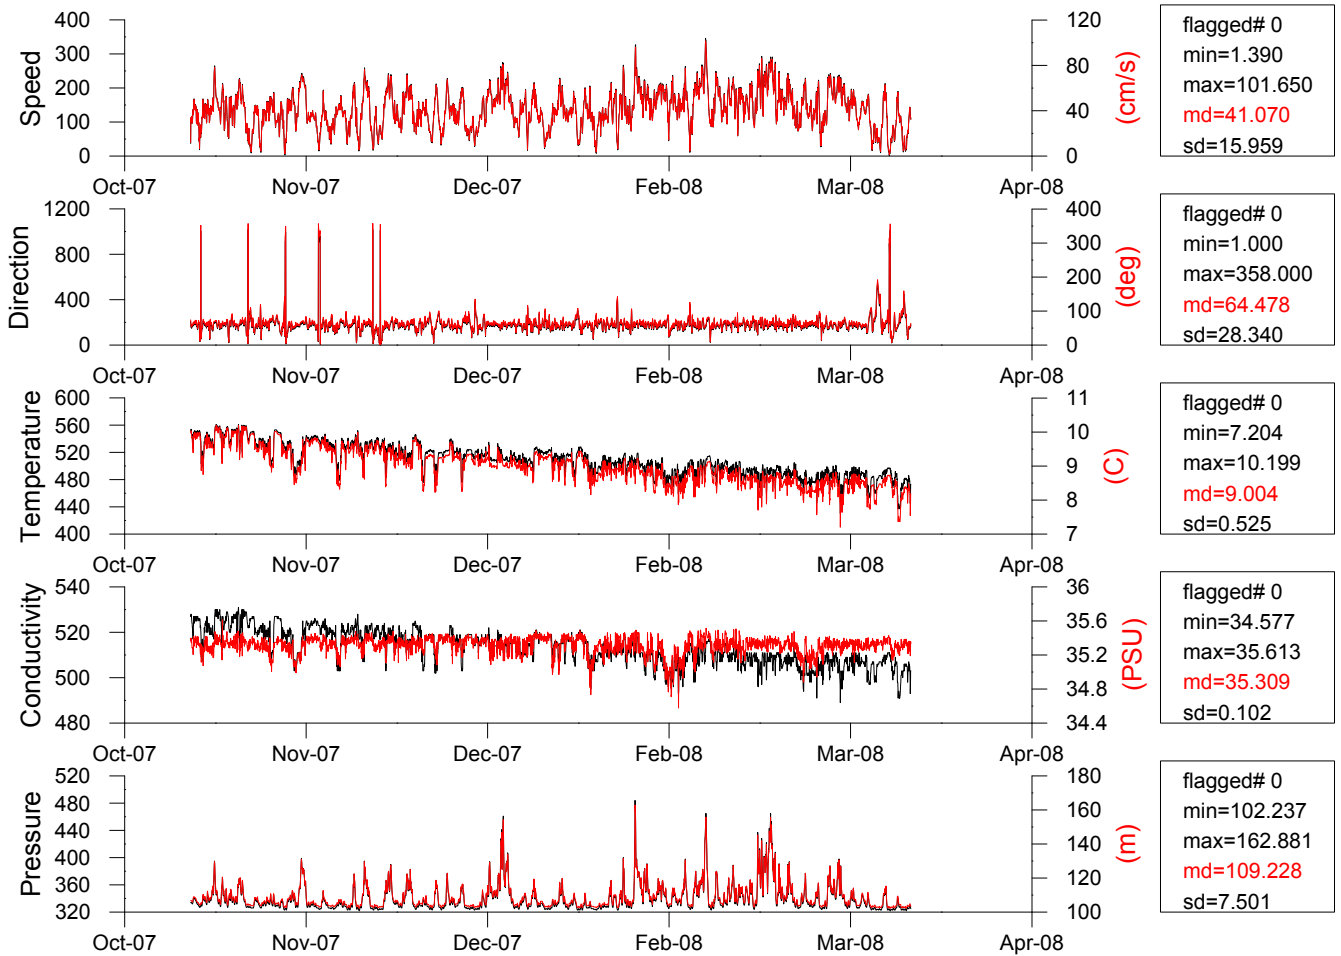 400
300
200
100
0
Speed
120
80
40
0
(cm/s)
Oct-07
Nov-07
Dec-07
Feb-08
Mar-08
Apr-08
flagged# 0
min=1.390
max=101.650
md=41.070
sd=15.959
1200
800
400
0
Direction
400
300
200
100
0
(deg)
Oct-07
Nov-07
Dec-07
Feb-08
Mar-08
Apr-08
flagged# 0
min=1.000
max=358.000
md=64.478
sd=28.340
600
560
520
480
440
400
Temperature
11
10
9
8
7
(C)
Oct-07
Nov-07
Dec-07
Feb-08
Mar-08
Apr-08
flagged# 0
min=7.204
max=10.199
md=9.004
sd=0.525
540
520
500
480
Conductivity
36
35.6
35.2
34.8
34.4
(PSU)
Oct-07
Nov-07
Dec-07
Feb-08
Mar-08
Apr-08
flagged# 0
min=34.577
max=35.613
md=35.309
sd=0.102
520
480
440
400
360
320
Pressure
180
160
140
120
100
(m)
Oct-07
Nov-07
Dec-07
Feb-08
Mar-08
Apr-08
flagged# 0
min=102.237
max=162.881
md=109.228
sd=7.501